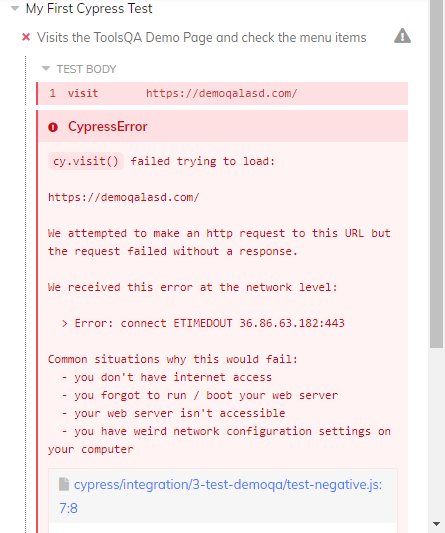 My First Cypress Test
Visits the ToolsQA Demo Page and check the menu items
TEST BODY
1 visit https://demoqalasd.com/
CypressError
cy.visit() failed trying to load:
https://demoqalasd.com/
We attempted to make an http request to this URL but
the request failed without a response.
We received this error at the network level:
> Error: connect ETIMEDOUT 36.86.63.182:443
Common situations why this would fail:
- you don't have internet access
- you forgot to run / boot your web server
- your web server isn't accessible
- you have weird network configuration settings on
your computer
cypress/integration/3-test-demoqa/test-negative.js:
7:8